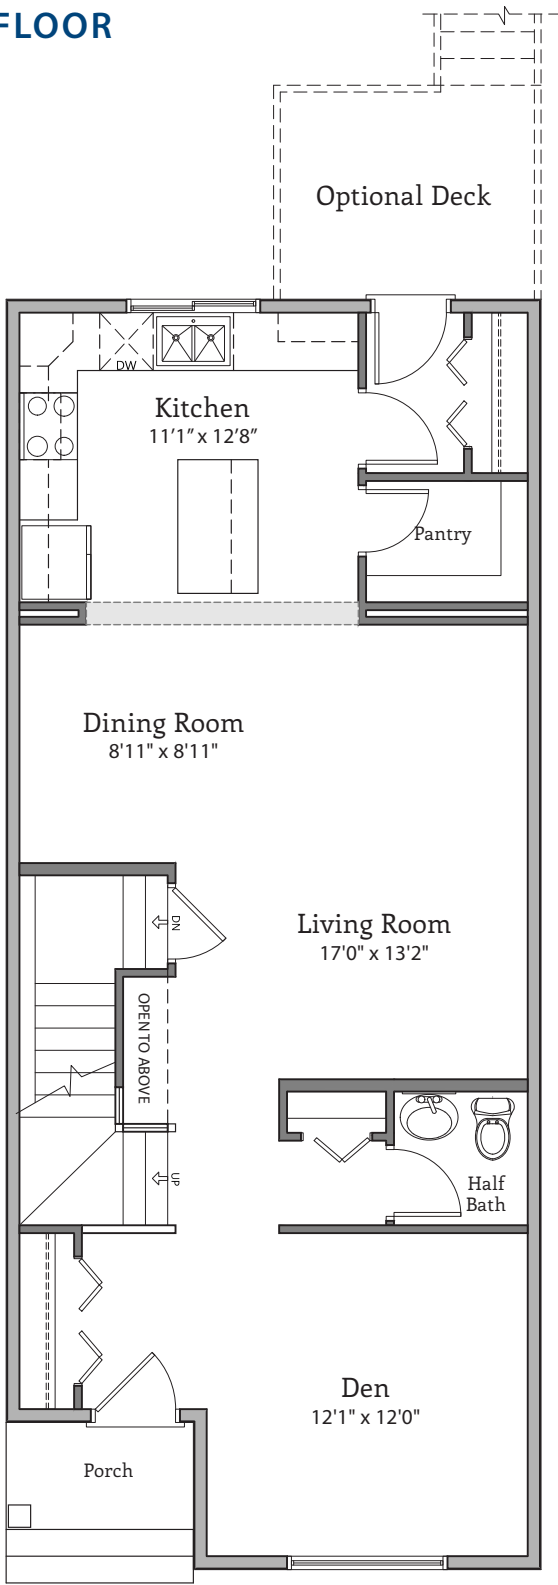 FLOOR
Optional Deck
DW
Kitchen
11'1" x 12'8"
Pantry
Dining Room
8'11" x 8'11"
DN
Living Room
17'0" x 13'2"
OPEN TO ABOVE
UP
Half
Bath
Den
12'1" x 12'0"
Porch